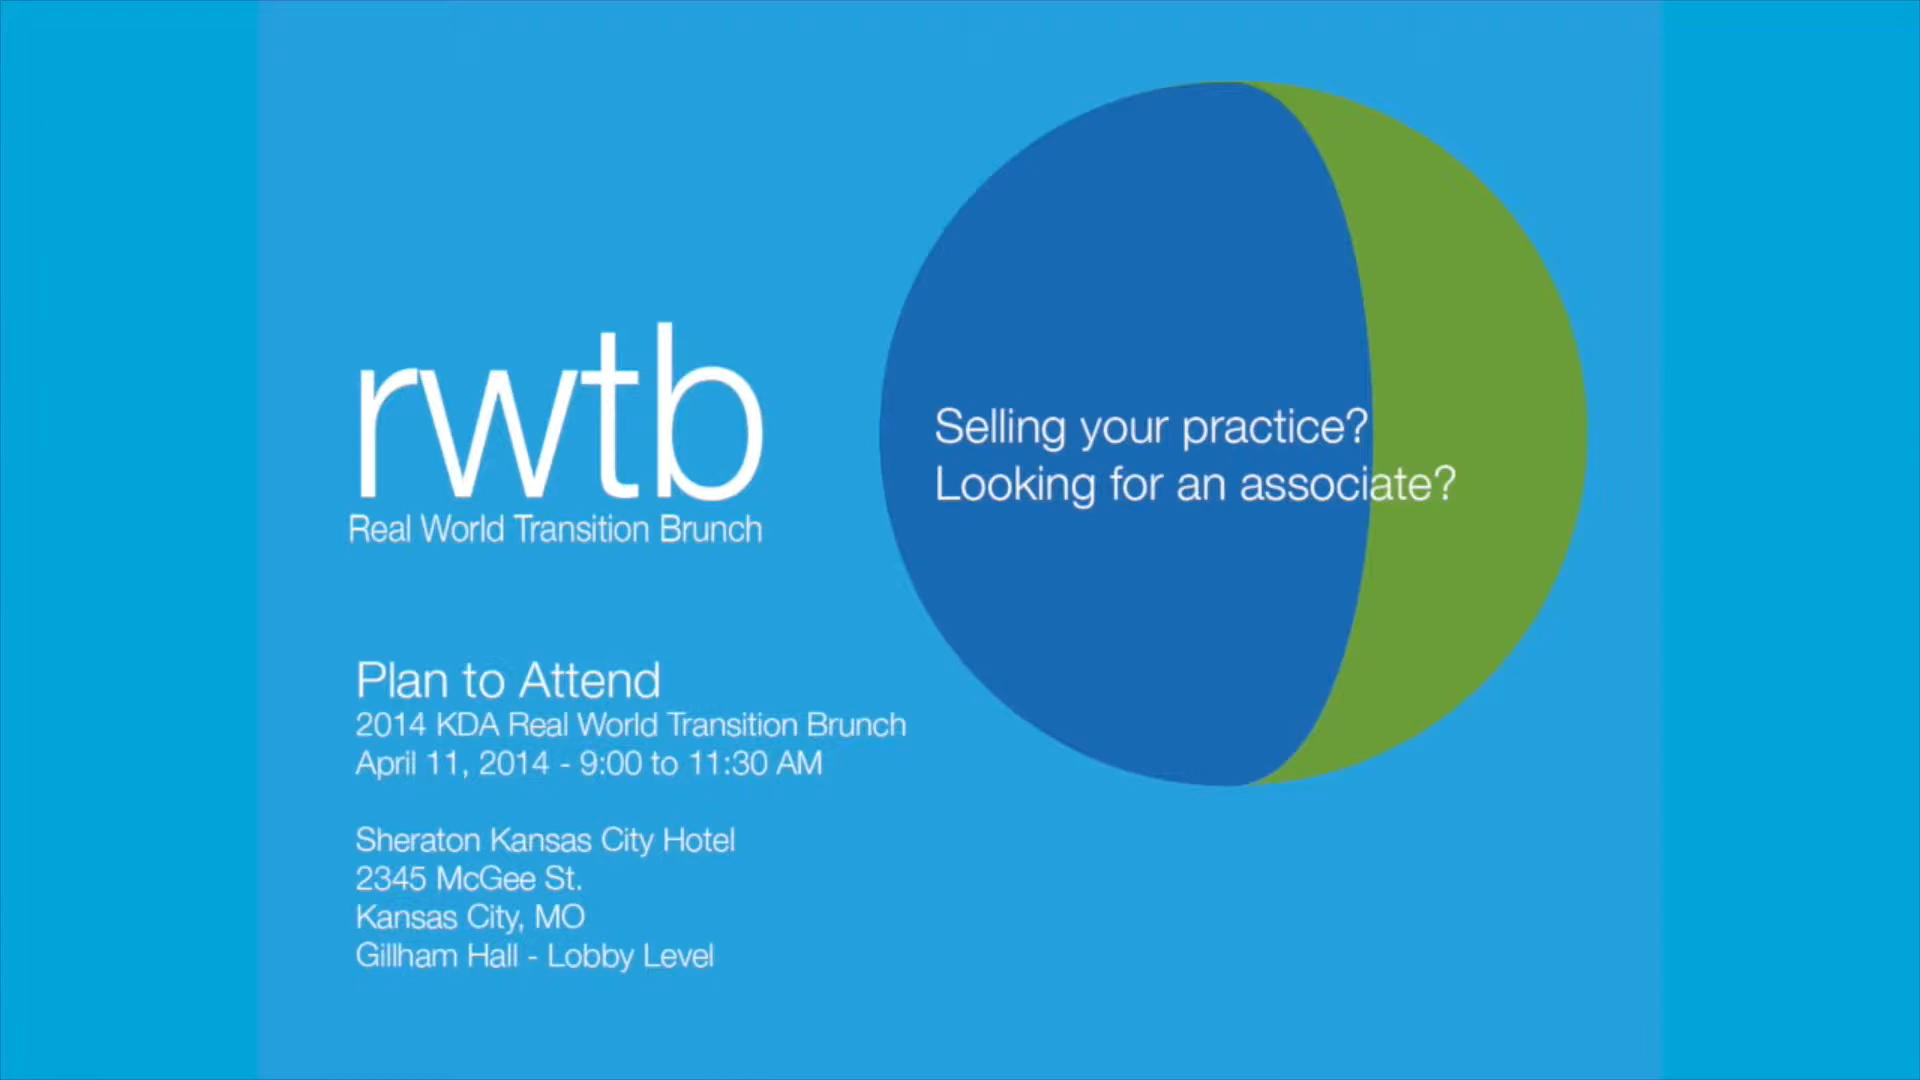 rwtb
Real World Transition Brunch
Selling your practice?
Looking for an associate?
Plan to Attend
2014 KDA Real World Transition Brunch
April 11, 2014 - 9:00 to 11:30 AM
Sheraton Kansas City Hotel
2345 McGee St.
Kansas City, MO
Gillham Hall - Lobby Level